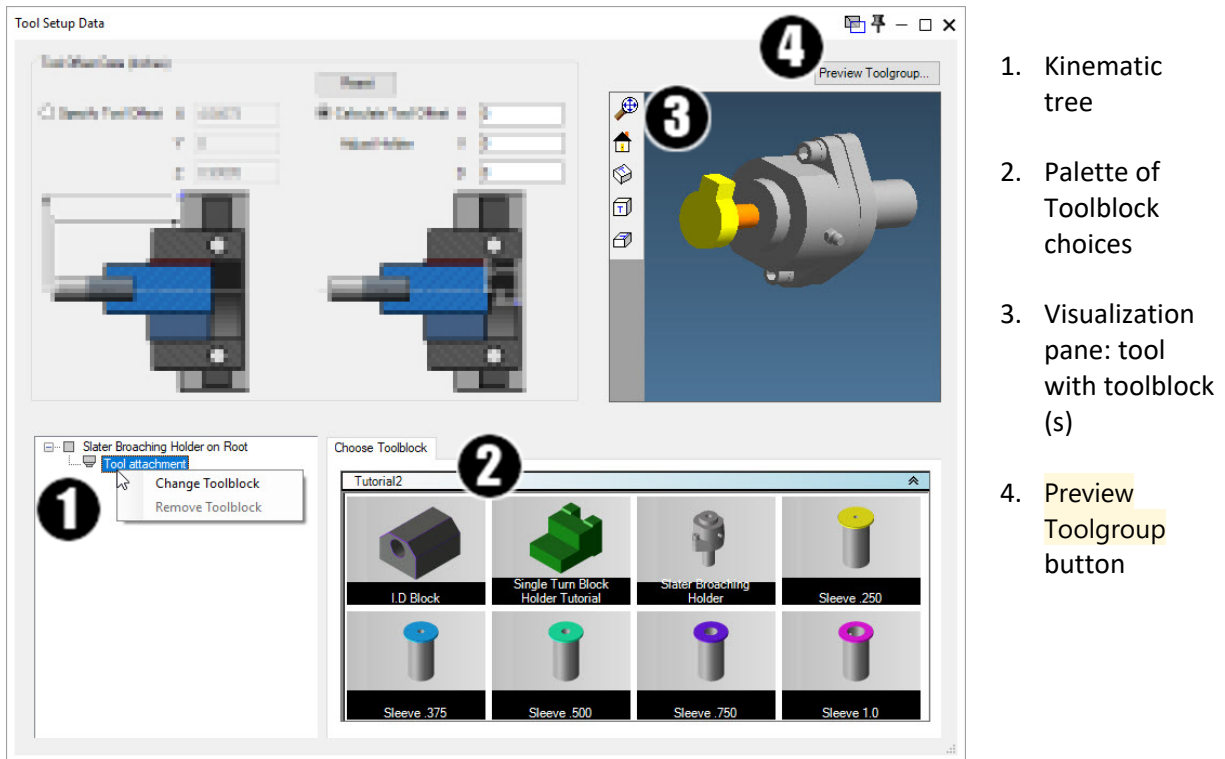 Tool Setup Data
4
Preview Toolgroup...
3
Slater Broaching Holder on Root
Tool attachment
Change Toolblock
Remove Toolblock
1
Choose Toolblock
2
Tutorial2
I.D Block
Single Turn Block
Holder Tutorial
Slater Broaching
Holder
Sleeve .250
Sleeve .375
Sleeve .500
Sleeve .750
Sleeve 1.0
1. Kinematic
tree
2. Palette of
Toolblock
choices
3. Visualization
pane: tool
with toolblock
(s)
4. Preview
Toolgroup
button